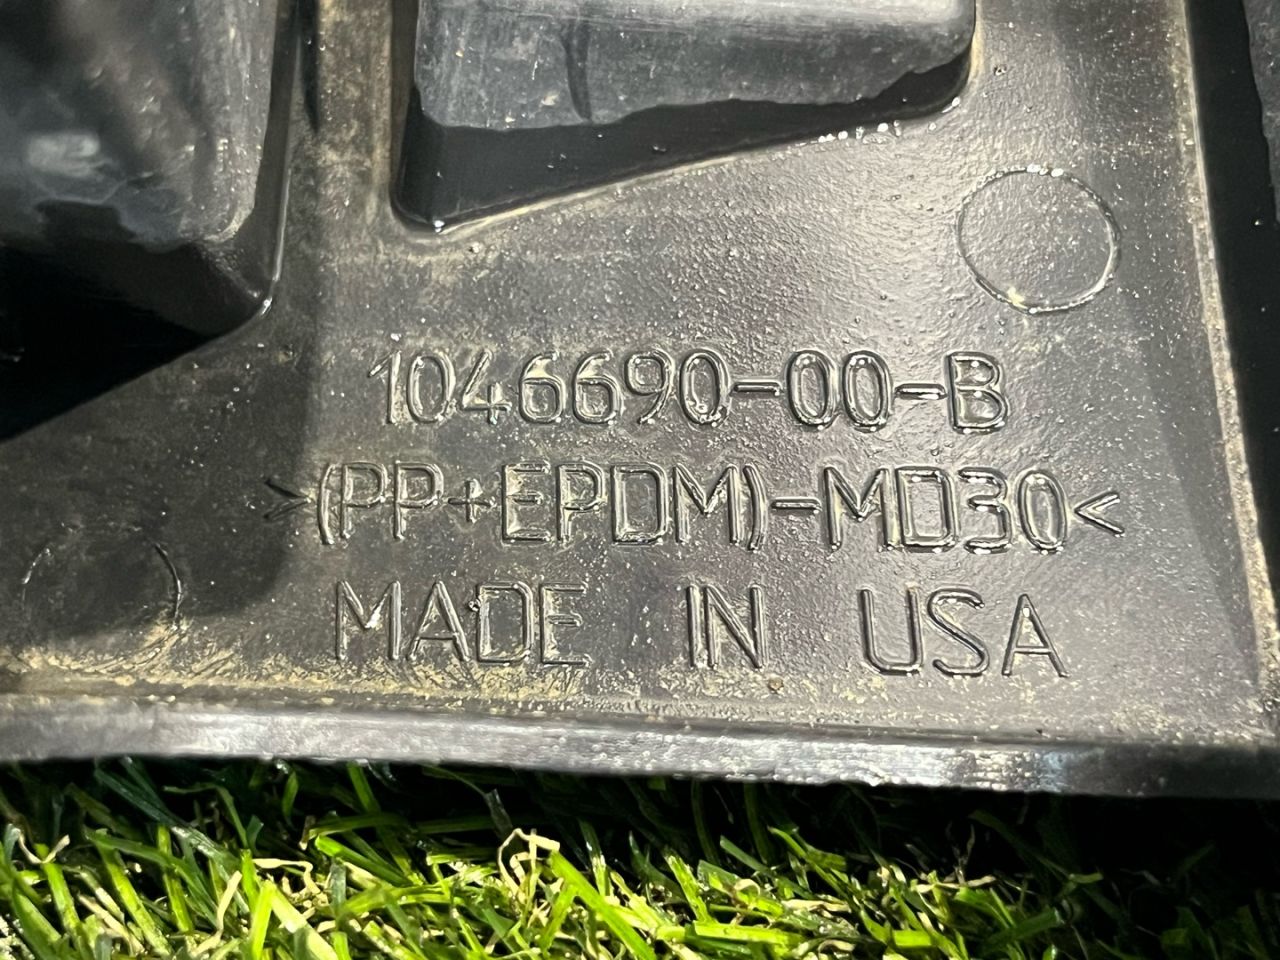 1046690-00-B
>(PP+EPDM)-MD30<
MADE IN USA